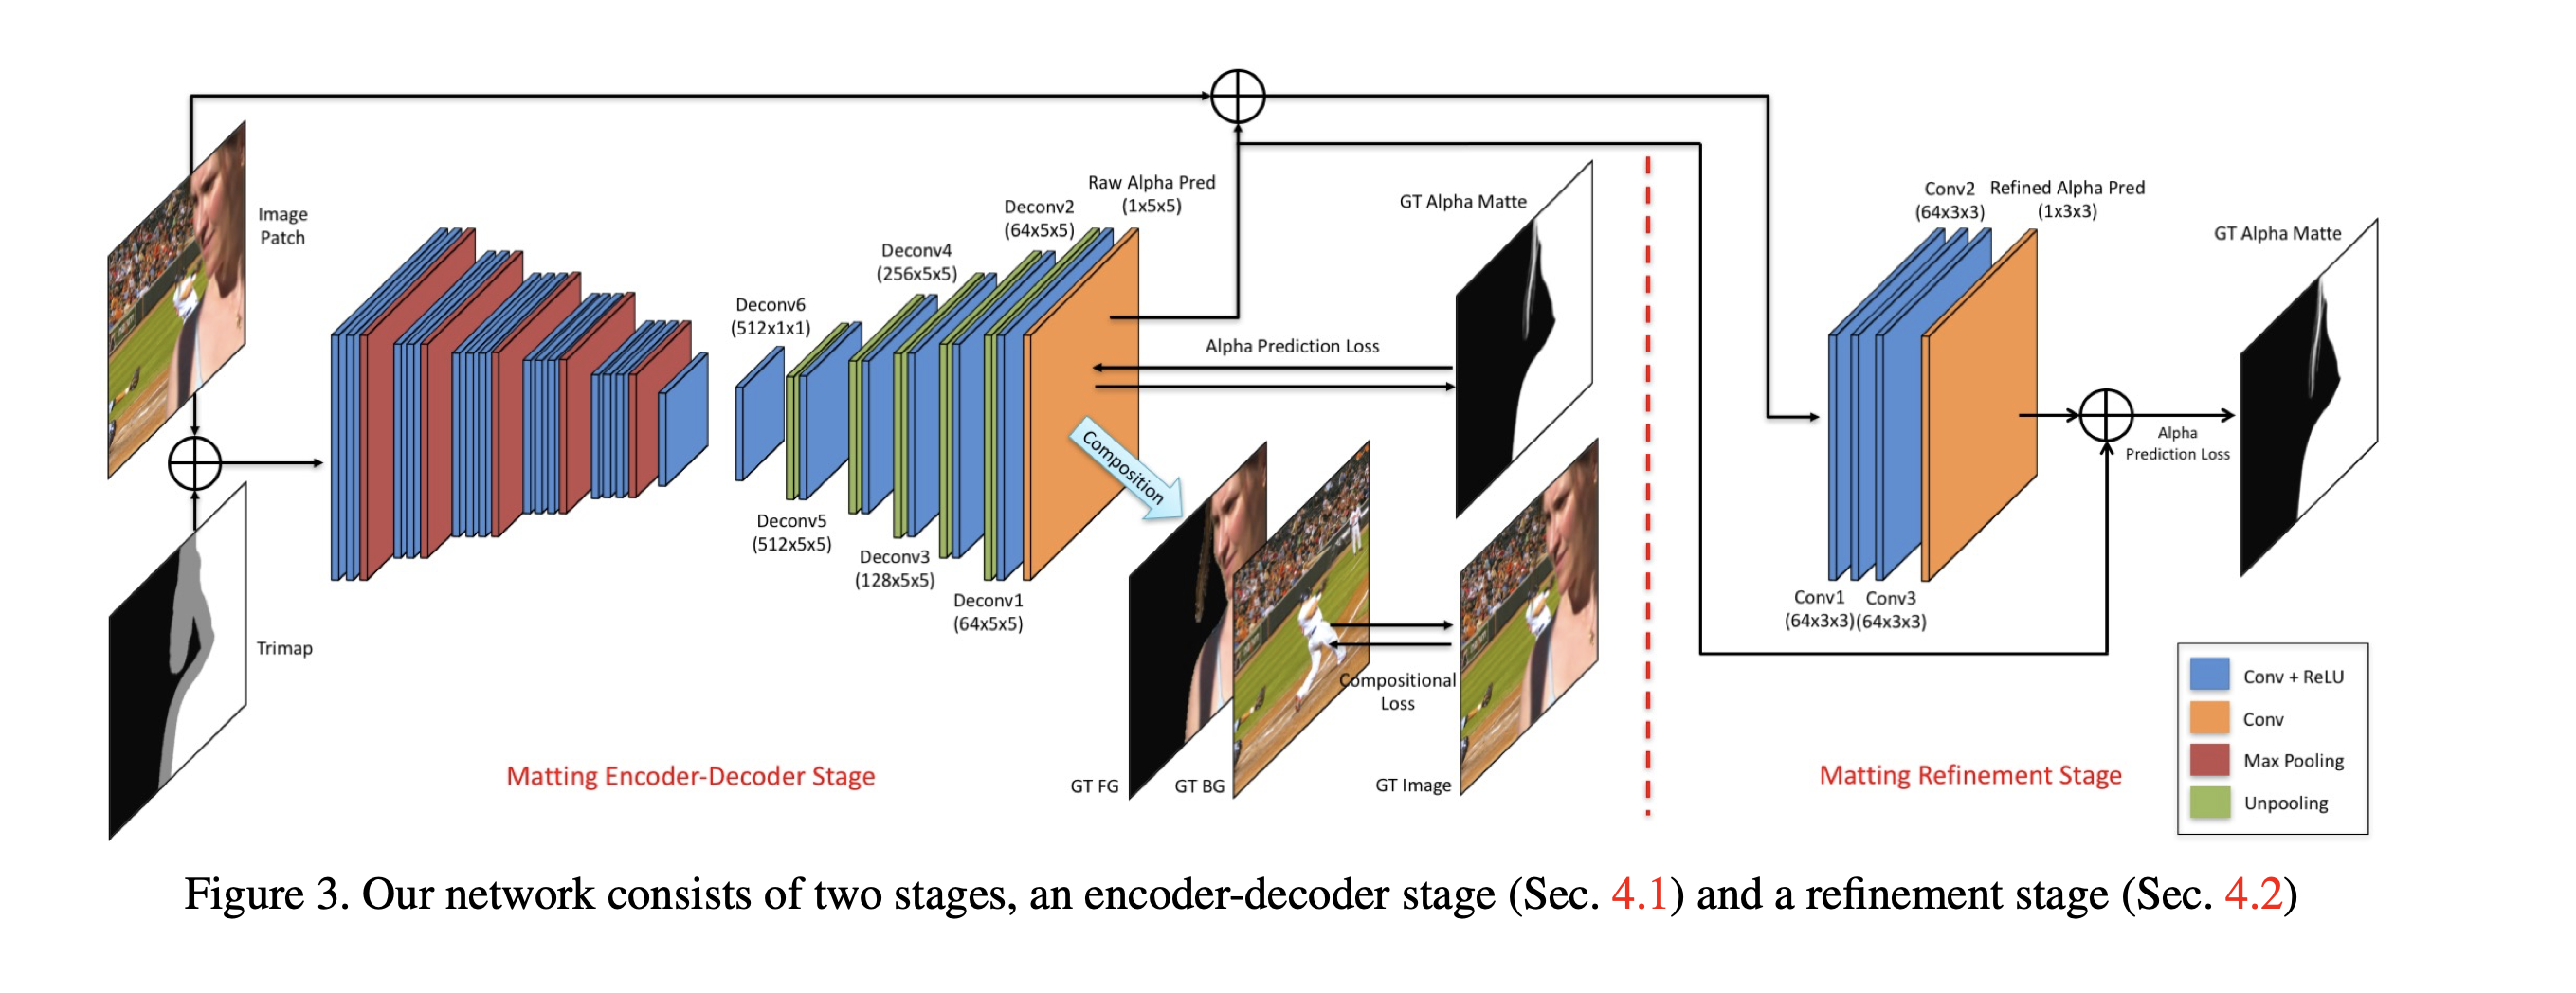 Image
Patch
Trimap
Deconv6
(512x1x1)
Deconv5
(512x5x5)
Deconv4
(256x5x5)
Deconv3
(128x5x5)
Deconv2
(64x5x5)
Deconv1
(64x5x5)
Raw Alpha Pred
(1x5x5)
Alpha Prediction Loss
GT Alpha Matte
Composition
GT FG
GT BG
Compositional
Loss
GT Image
Matting Encoder-Decoder Stage
Conv2
(64x3x3)
Refined Alpha Pred
(1x3x3)
Conv1
(64x3x3)
Conv3
(64x3x3)
Alpha
Prediction Loss
GT Alpha Matte
Matting Refinement Stage
Conv + ReLU
Conv
Max Pooling
Unpooling
Figure 3. Our network consists of two stages, an encoder-decoder stage (Sec. 4.1) and a refinement stage (Sec. 4.2)